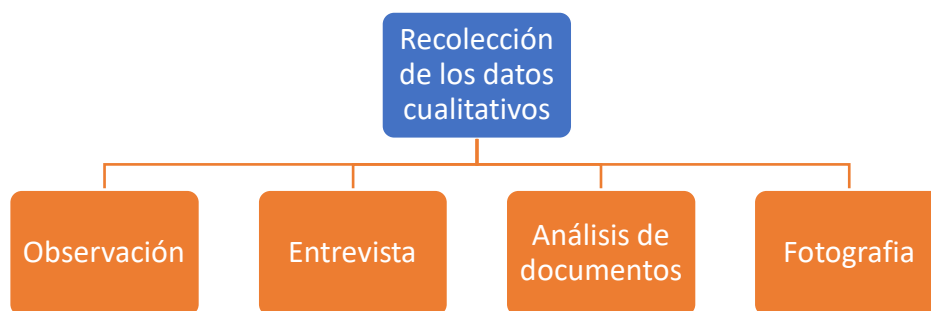 Recolección
de los datos
cualitativos
Observación
Entrevista
Análisis de
documentos
Fotografia